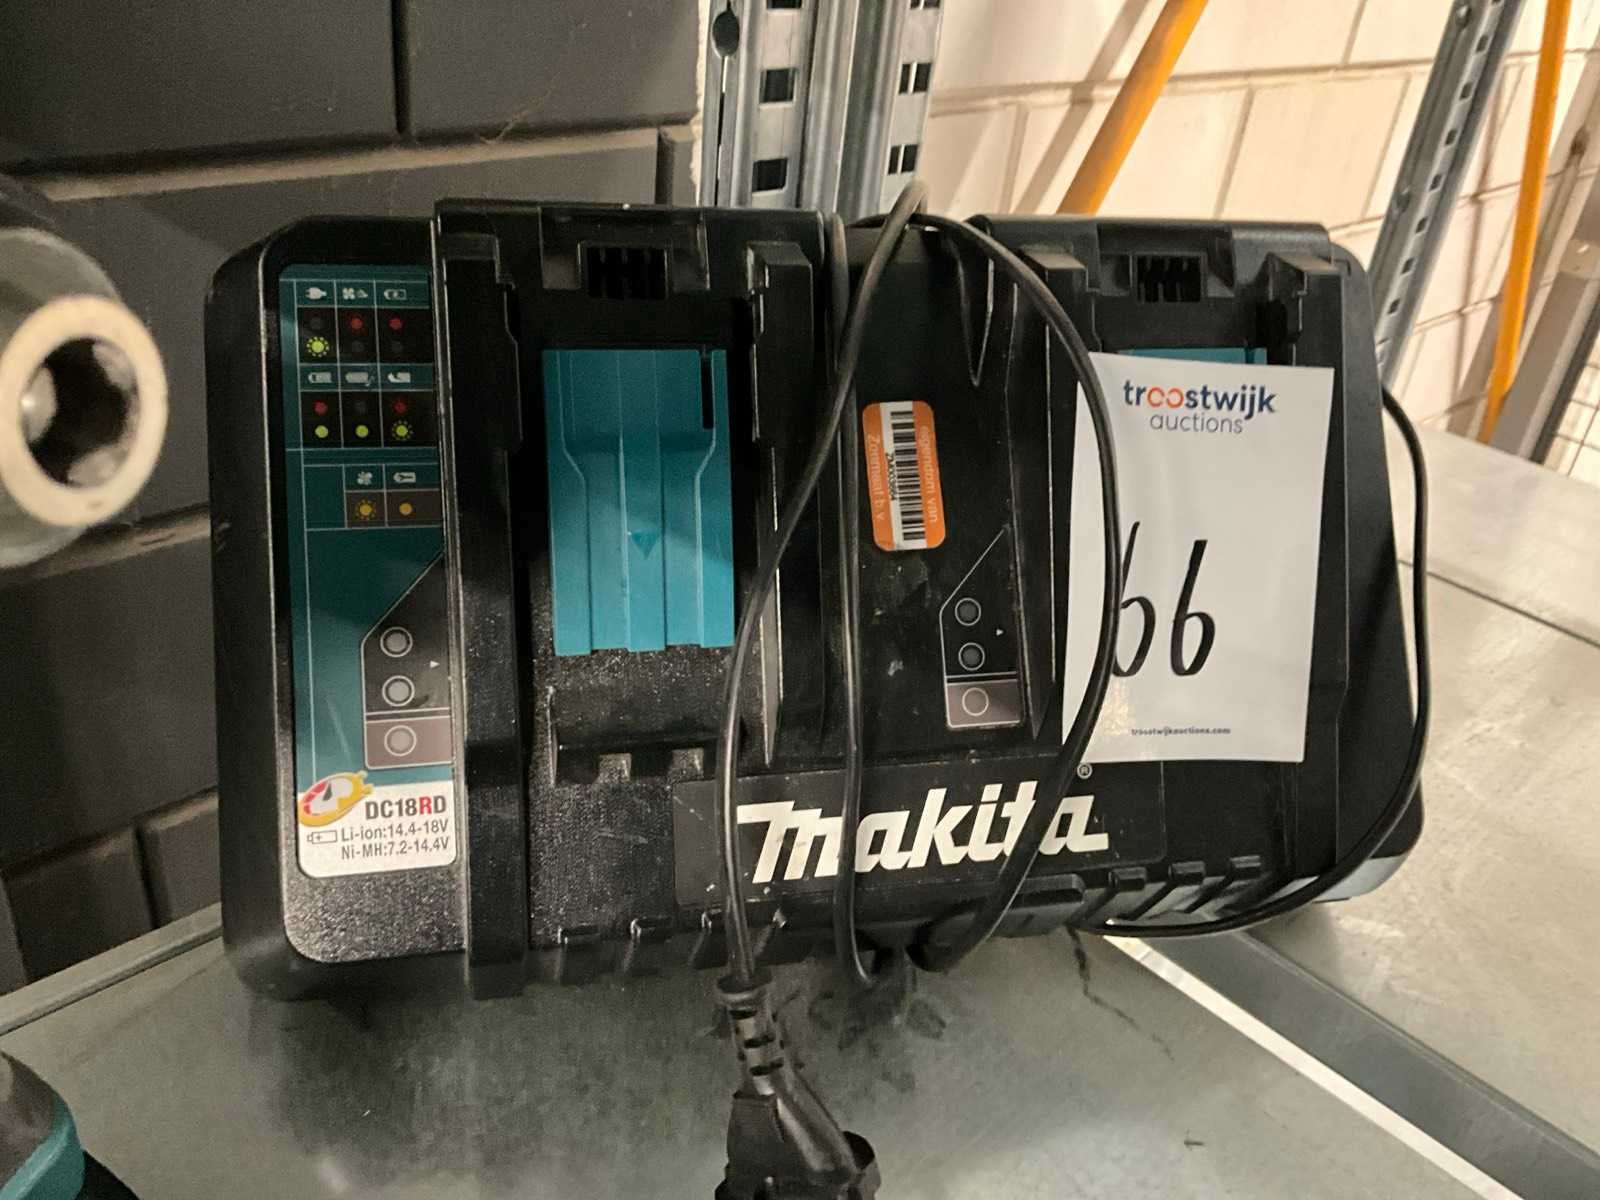 troostwijk
auctions
66
troostwijkauctions.com
eigendom van
Zoontjaat b.v.
DC18RD
Li-ion:14.4-18V
Ni-MH:7.2-14.4V
makita®